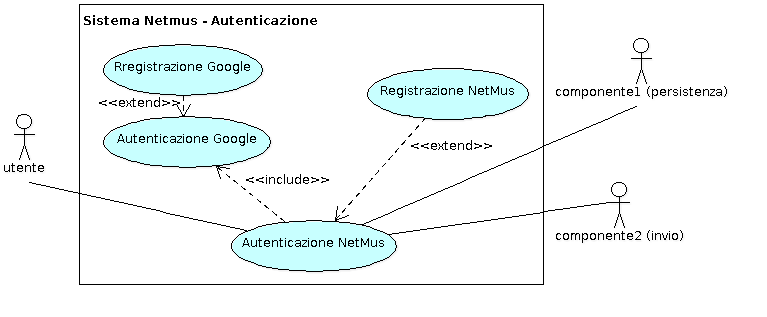 Sistema Netmus - Autenticazione
Rregistrazione Google
<<extend>>
Autenticazione Google
Registrazione NetMus
<<extend>>
<<include>>
Autenticazione NetMus
utente
componente1 (persistenza)
componente2 (invio)